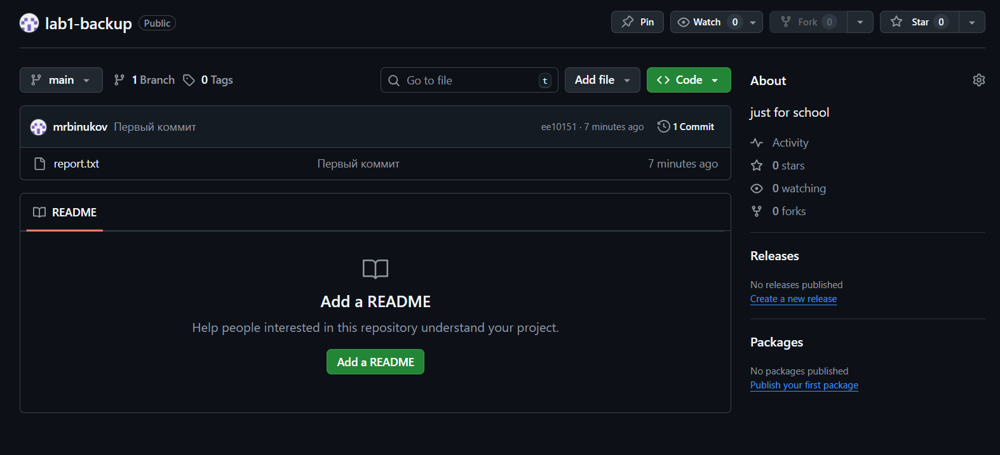 lab1-backup Public Pin Watch 0 Fork 0 Star 0
main 1 Branch 0 Tags Go to file t Add file Code
mrbinukov Первый коммит ee10151 · 7 minutes ago 1 Commit
report.txt Первый коммит 7 minutes ago
README
Add a README
Help people interested in this repository understand your project.
Add a README
About
just for school
Activity
0 stars
0 watching
0 forks
Releases
No releases published
Create a new release
Packages
No packages published
Publish your first package